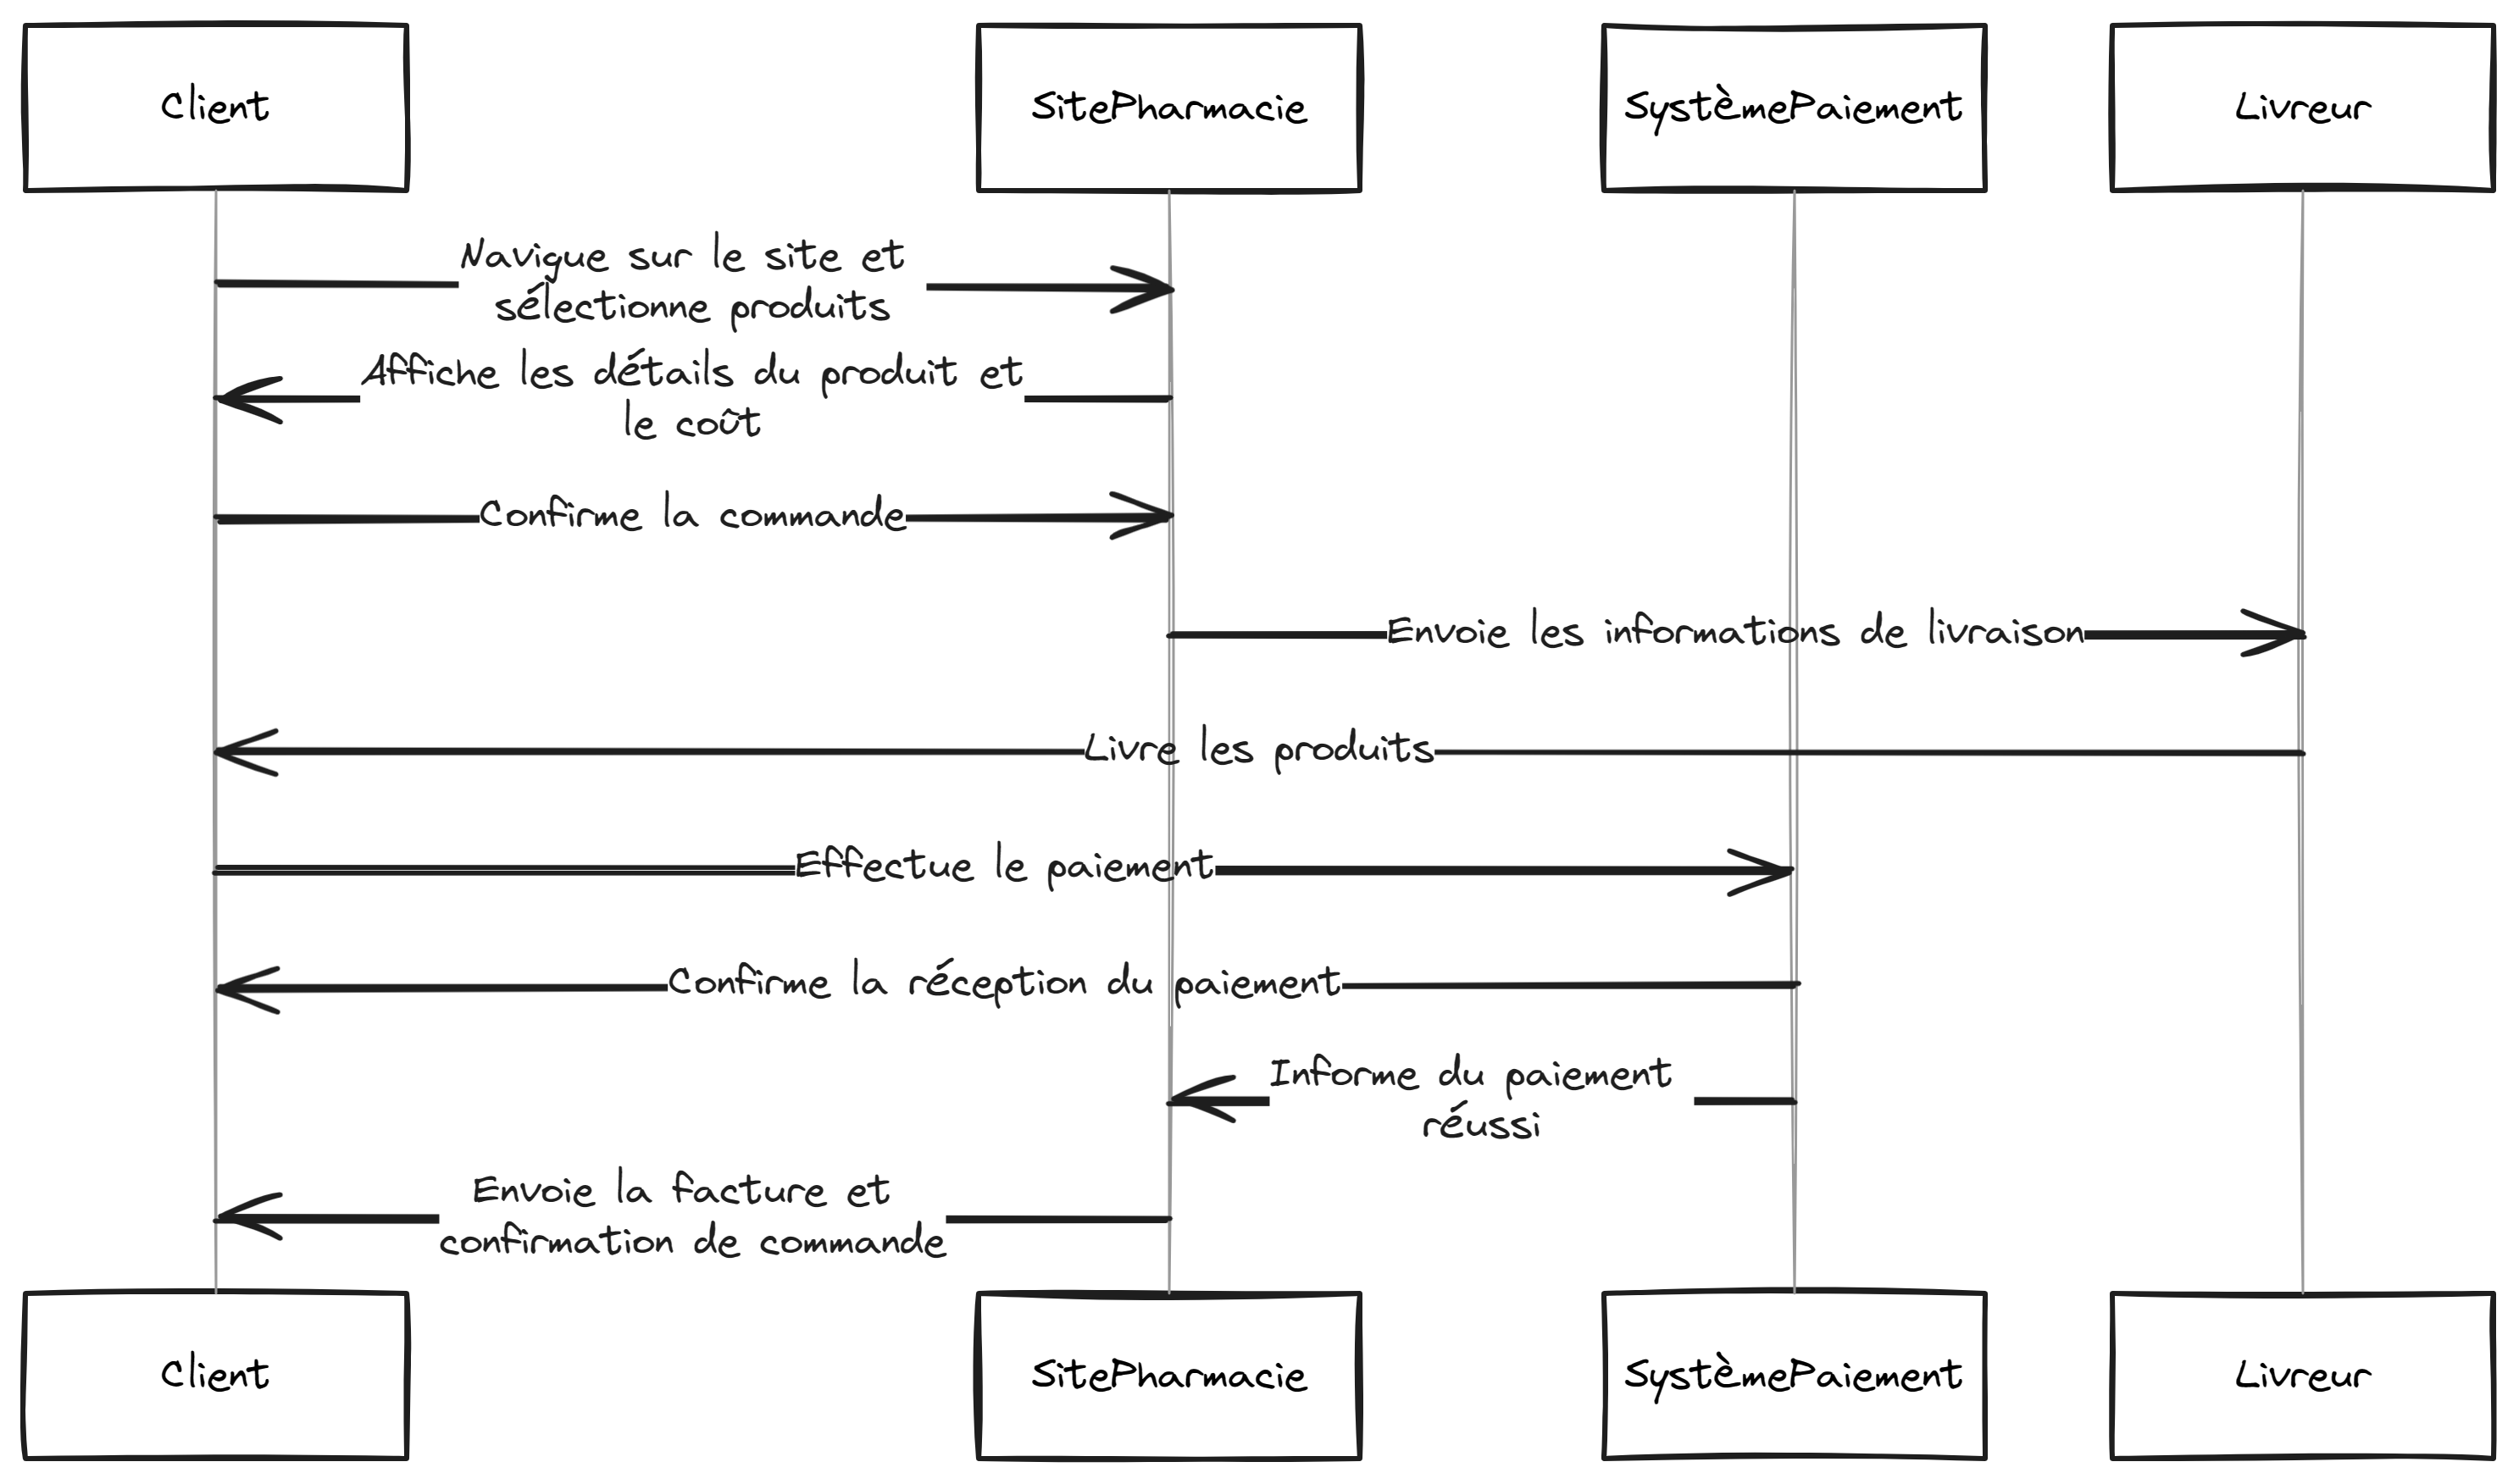 Client
SitePharmacie
SystèmePaiement
Livreur
Navigue sur le site et
sélectionne produits
Affiche les détails du produit et
le coût
Confirme la commande
Envoie les informations de livraison
Livre les produits
Effectue le paiement
Confirme la réception du paiement
Informe du paiement
réussi
Envoie la facture et
confirmation de commande
Client
SitePharmacie
SystèmePaiement
Livreur